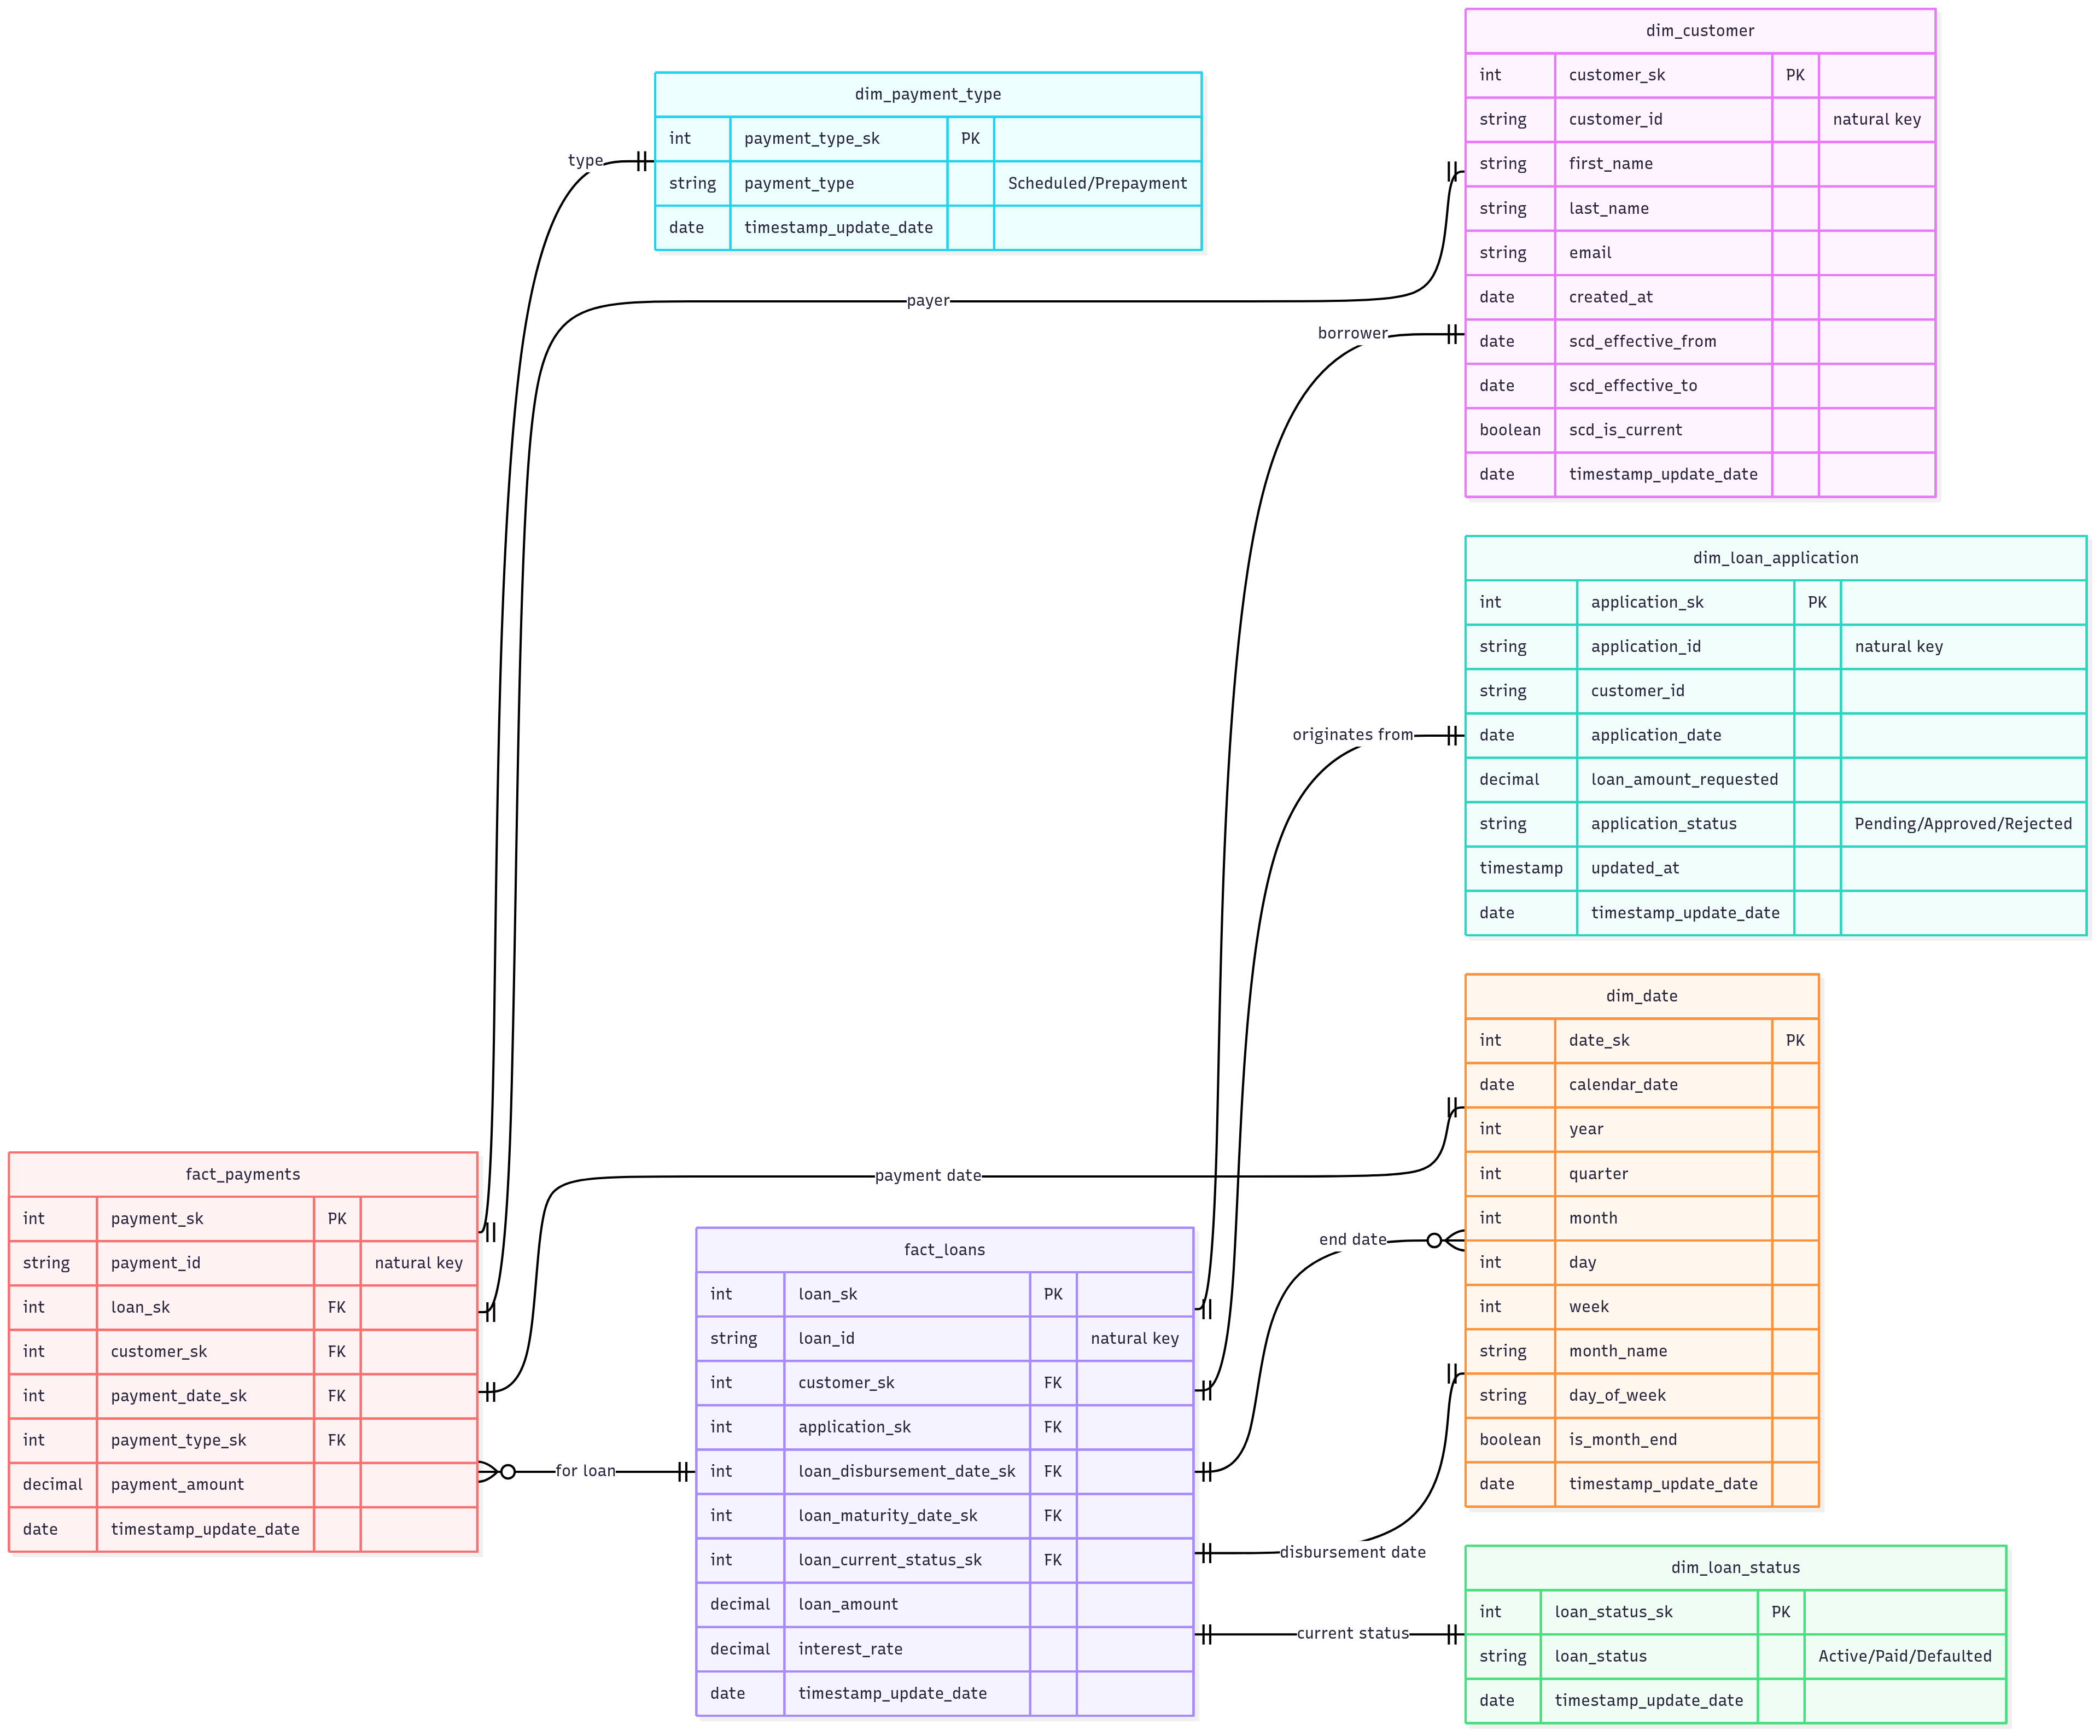 dim_customer
int customer_sk PK
string customer_id natural key
string first_name
string last_name
string email
date created_at
date scd_effective_from
date scd_effective_to
boolean scd_is_current
date timestamp_update_date
dim_payment_type
int payment_type_sk PK
string payment_type Scheduled/Prepayment
date timestamp_update_date
type
payer
borrower
dim_loan_application
int application_sk PK
string application_id natural key
string customer_id
date application_date
decimal loan_amount_requested
string application_status Pending/Approved/Rejected
timestamp updated_at
date timestamp_update_date
originates from
dim_date
int date_sk PK
date calendar_date
int year
int quarter
int month
int day
int week
string month_name
string day_of_week
boolean is_month_end
date timestamp_update_date
payment date
end date
disbursement date
fact_payments
int payment_sk PK
string payment_id natural key
int loan_sk FK
int customer_sk FK
int payment_date_sk FK
int payment_type_sk FK
decimal payment_amount
date timestamp_update_date
for loan
fact_loans
int loan_sk PK
string loan_id natural key
int customer_sk FK
int application_sk FK
int loan_disbursement_date_sk FK
int loan_maturity_date_sk FK
int loan_current_status_sk FK
decimal loan_amount
decimal interest_rate
date timestamp_update_date
current status
dim_loan_status
int loan_status_sk PK
string loan_status Active/Paid/Defaulted
date timestamp_update_date